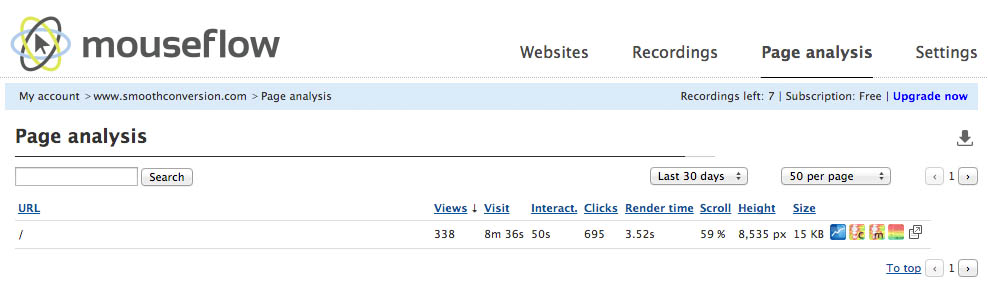 mouseflow
Websites Recordings Page analysis Settings
My account > www.smoothconversion.com > Page analysis Recordings left: 7 | Subscription: Free | Upgrade now
Page analysis
Search Last 30 days 50 per page ‹ 1 ›
URL Views ↓ Visit Interact. Clicks Render time Scroll Height Size
/ 338 8m 36s 50s 695 3.52s 59 % 8,535 px 15 KB c m
To top ‹ 1 ›